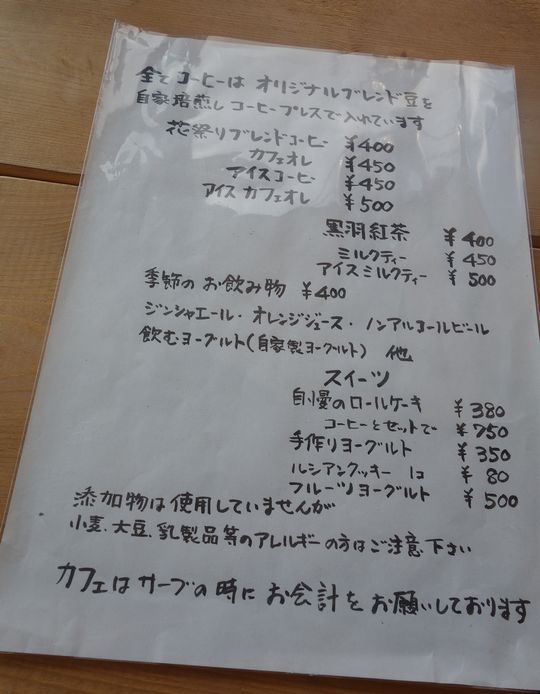 全てコーヒーは オリジナルブレンド豆を
自家焙煎し コーヒープレスで入れています
花祭りブレンドコーヒー ¥400
カフェオレ ¥450
アイスコーヒー ¥450
アイス カフェオレ ¥500
黒羽紅茶 ¥400
ミルクティー ¥450
アイスミルクティー ¥500
季節の お飲み物 ¥400
ジンジャエール・オレンジジュース・ノンアルコールビール
飲むヨーグルト(自家製ヨーグルト) 他
スイーツ
自慢のロールケーキ ¥380
コーヒーとセットで ¥750
手作りヨーグルト ¥350
ルシアンクッキー 1コ ¥80
フルーツヨーグルト ¥500
添加物は使用していませんが
小麦、大豆、乳製品等のアレルギーの方はご注意下さい
カフェはサーブの時に お会計を お願いしております